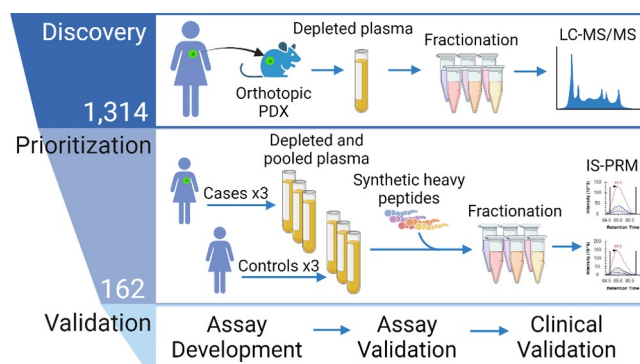 Discovery
1,314
Orthotopic
PDX
Depleted plasma
Fractionation
LC-MS/MS
Prioritization
162
Cases x3
Controls x3
Depleted and
pooled plasma
Synthetic heavy
peptides
Fractionation
IS-PRM
Retention Time
Retention Time
Validation
Assay
Development
Assay
Validation
Clinical
Validation